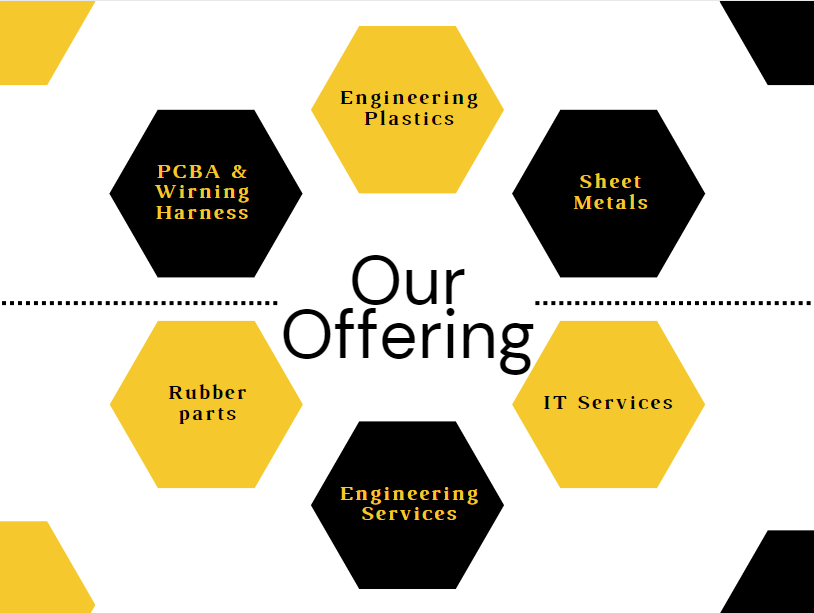 Engineering
Plastics
PCBA &
Wirning
Harness
Sheet
Metals
Our
Offering
Rubber
parts
IT Services
Engineering
Services